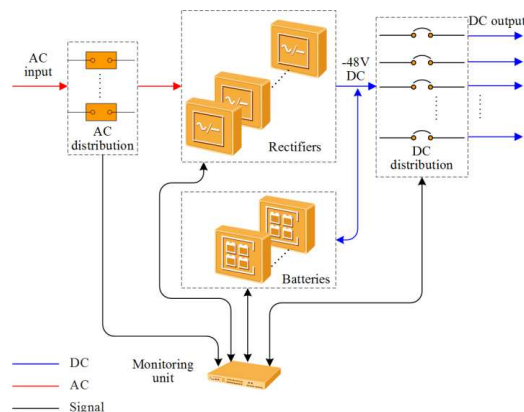 AC
input
AC
distribution
Rectifiers
-48V
DC
DC output
DC
distribution
Batteries
Monitoring
unit
DC
AC
Signal